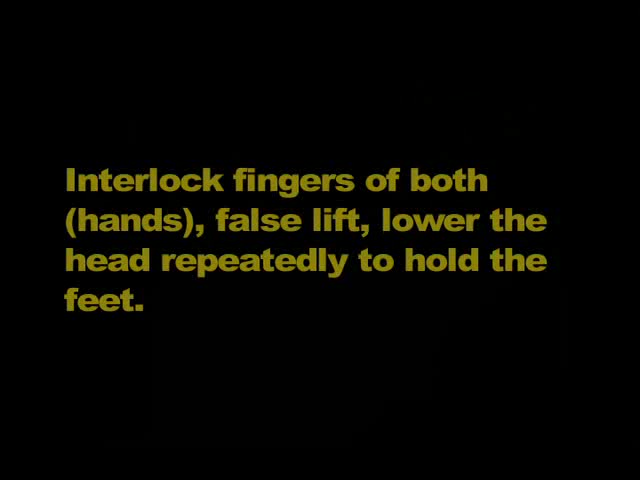 Interlock fingers of both
(hands), false lift, lower the
head repeatedly to hold the
feet.